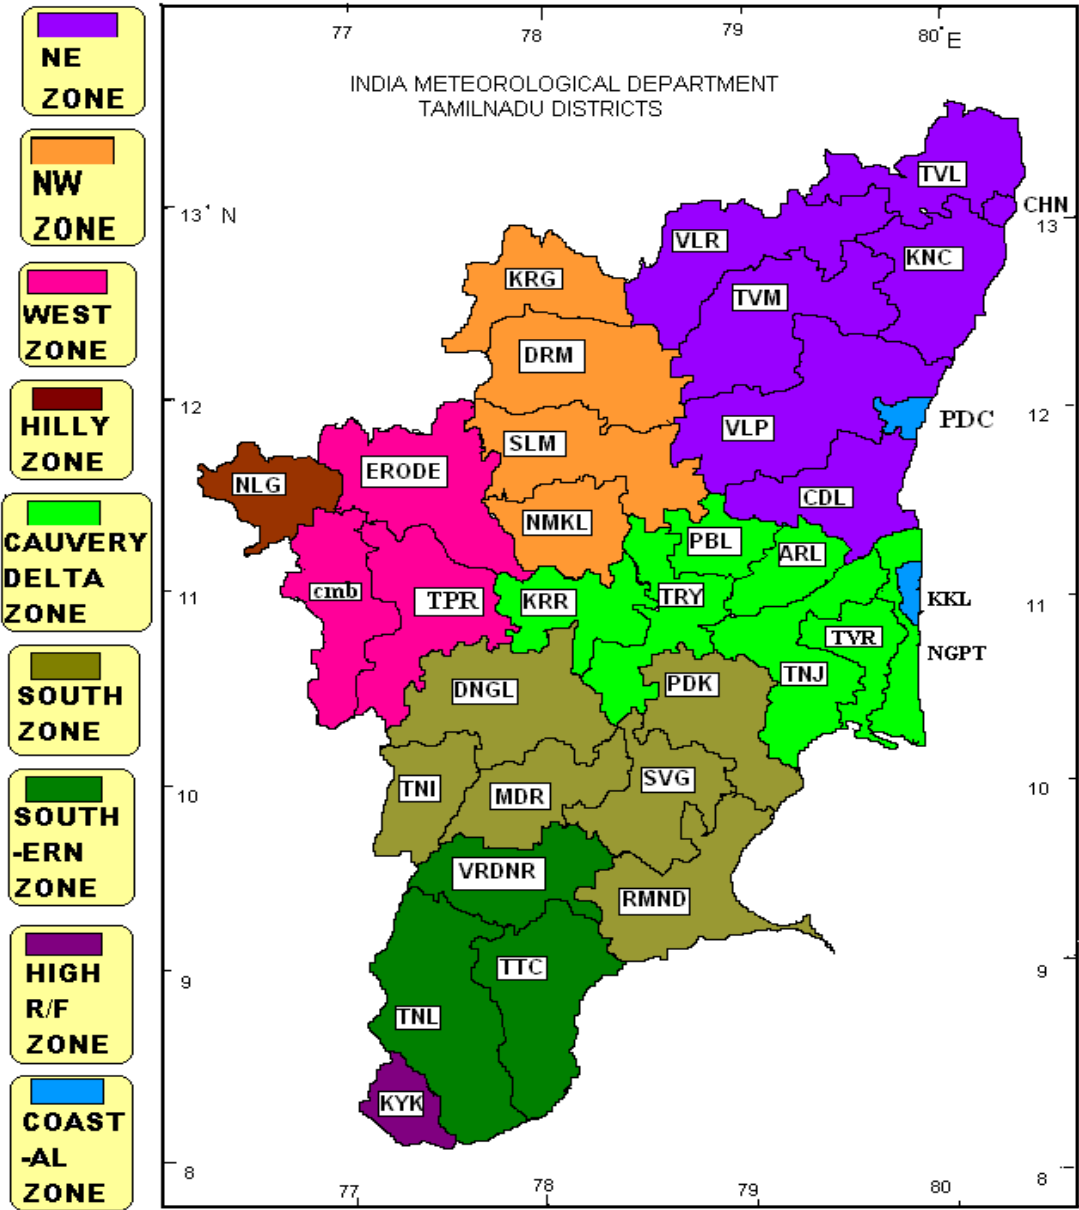 NE
ZONE
NW
ZONE
WEST
ZONE
HILLY
ZONE
CAUVERY
DELTA
ZONE
SOUTH
ZONE
SOUTH
-ERN
ZONE
HIGH
R/F
ZONE
COAST
-AL
ZONE
77 78 79 80° E
INDIA METEOROLOGICAL DEPARTMENT
TAMILNADU DISTRICTS
TVL
CHN
13° N
13
VLR
KNC
KRG
TVM
DRM
12
12
PDC
VLP
SLM
ERODE
NLG
CDL
NMKL
PBL
ARL
11
cmb
TPR
KRR
TRY
KKL
11
TVR
NGPT
DNGL
PDK
TNJ
10
TNI
MDR
SVG
10
VRDNR
RMND
9
TTC
9
TNL
KYK
8
8
77 78 79 80